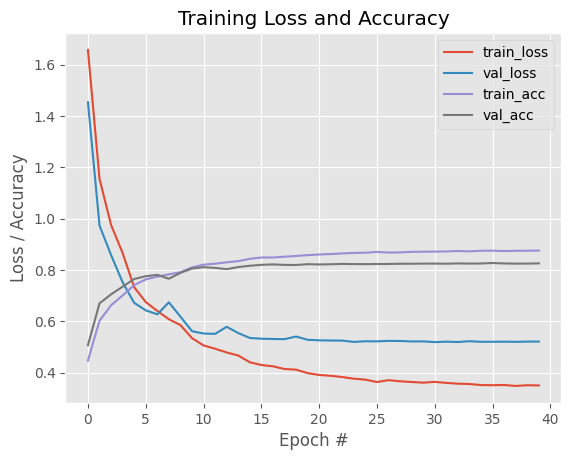 Training Loss and Accuracy
train_loss
val_loss
train_acc
val_acc
1.6
1.4
1.2
1.0
0.8
0.6
0.4
Loss / Accuracy
0 5 10 15 20 25 30 35 40
Epoch #